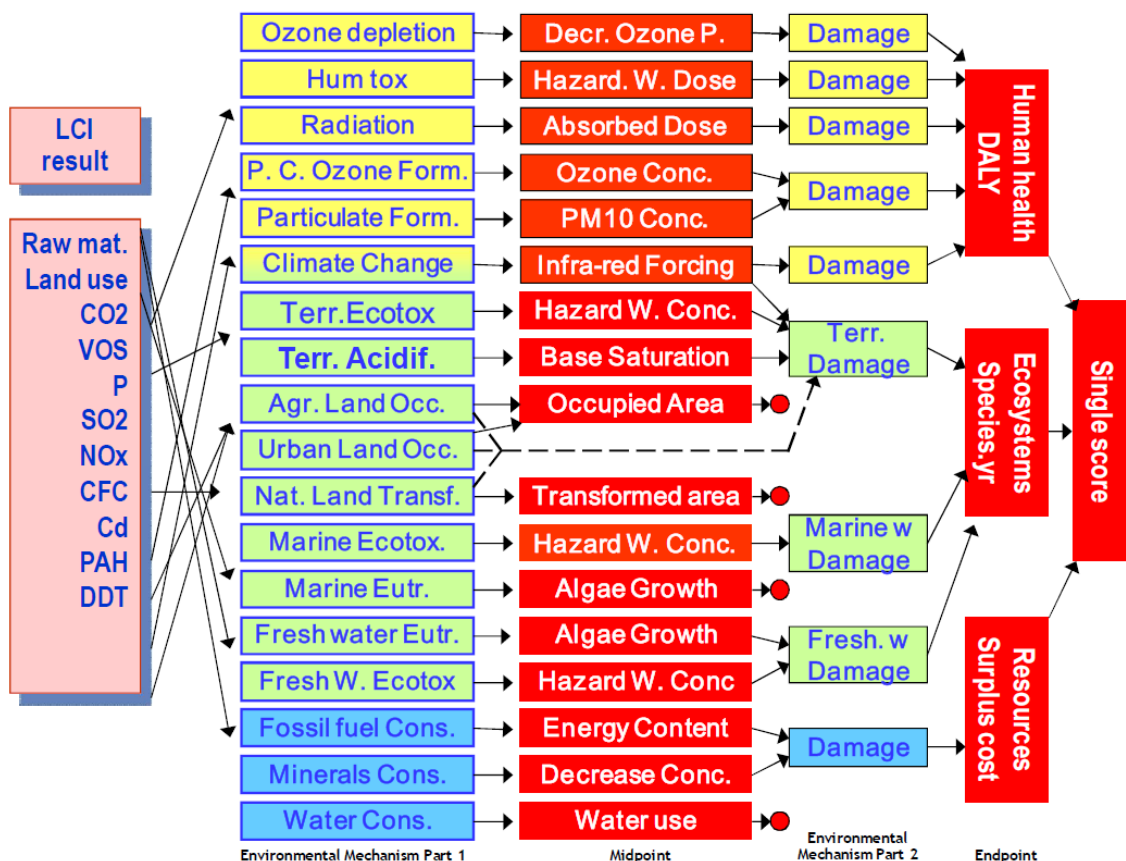 LCI
result
Raw mat.
Land use
CO2
VOS
P
SO2
NOx
CFC
Cd
PAH
DDT
Ozone depletion
Hum tox
Radiation
P. C. Ozone Form.
Particulate Form.
Climate Change
Terr.Ecotox
Terr. Acidif.
Agr. Land Occ.
Urban Land Occ.
Nat. Land Transf.
Marine Ecotox.
Marine Eutr.
Fresh water Eutr.
Fresh W. Ecotox
Fossil fuel Cons.
Minerals Cons.
Water Cons.
Environmental Mechanism Part 1
Decr. Ozone P.
Hazard. W. Dose
Absorbed Dose
Ozone Conc.
PM10 Conc.
Infra-red Forcing
Hazard W. Conc.
Base Saturation
Occupied Area
Transformed area
Hazard W. Conc.
Algae Growth
Algae Growth
Hazard W. Conc
Energy Content
Decrease Conc.
Water use
Midpoint
Damage
Damage
Damage
Damage
Damage
Terr.
Damage
Marine w
Damage
Fresh. w
Damage
Damage
Environmental
Mechanism Part 2
Human health
DALY
Ecosystems
Species.yr
Resources
Surplus cost
Endpoint
Single score